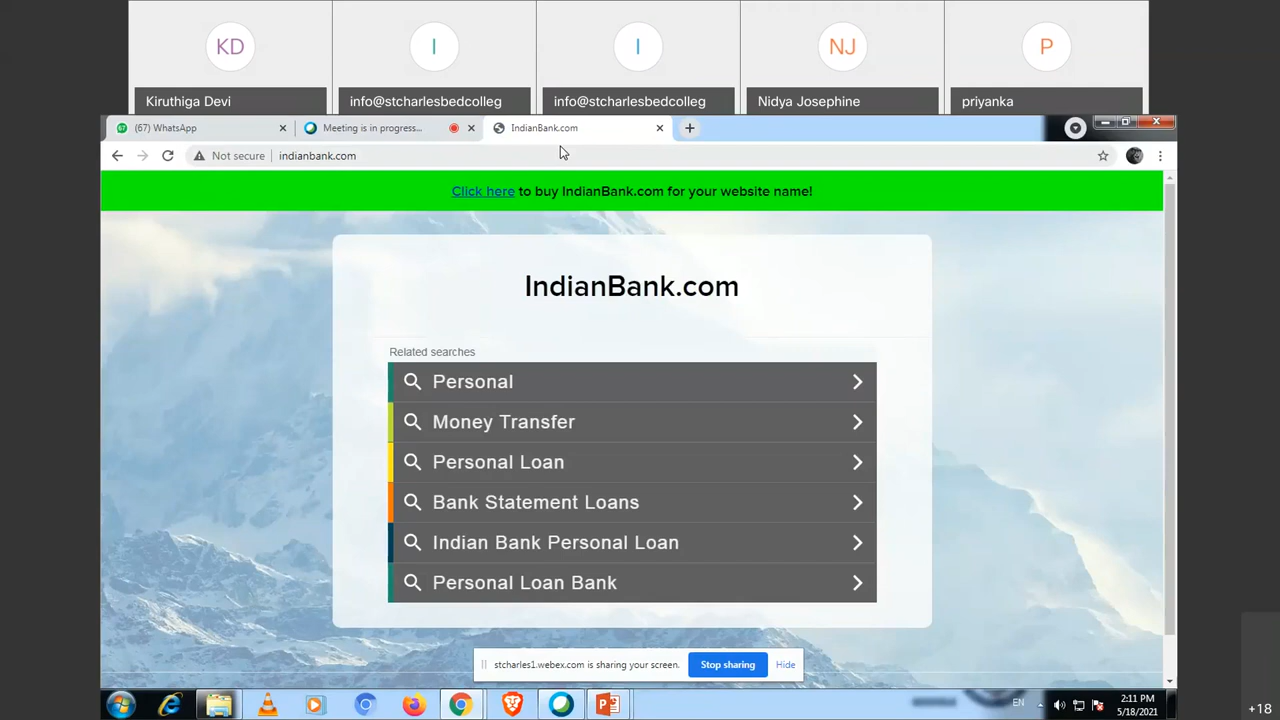 KD
I
I
NJ
P
Kiruthiga Devi
info@stcharlesbedcolleg
info@stcharlesbedcolleg
Nidya Josephine
priyanka
(67) WhatsApp
Meeting is in progress...
IndianBank.com
Not secure
indianbank.com
Click here to buy IndianBank.com for your website name!
IndianBank.com
Related searches
Personal
Money Transfer
Personal Loan
Bank Statement Loans
Indian Bank Personal Loan
Personal Loan Bank
stcharles1.webex.com is sharing your screen.
Stop sharing
Hide
EN
2:11 PM
5/18/2021
+18